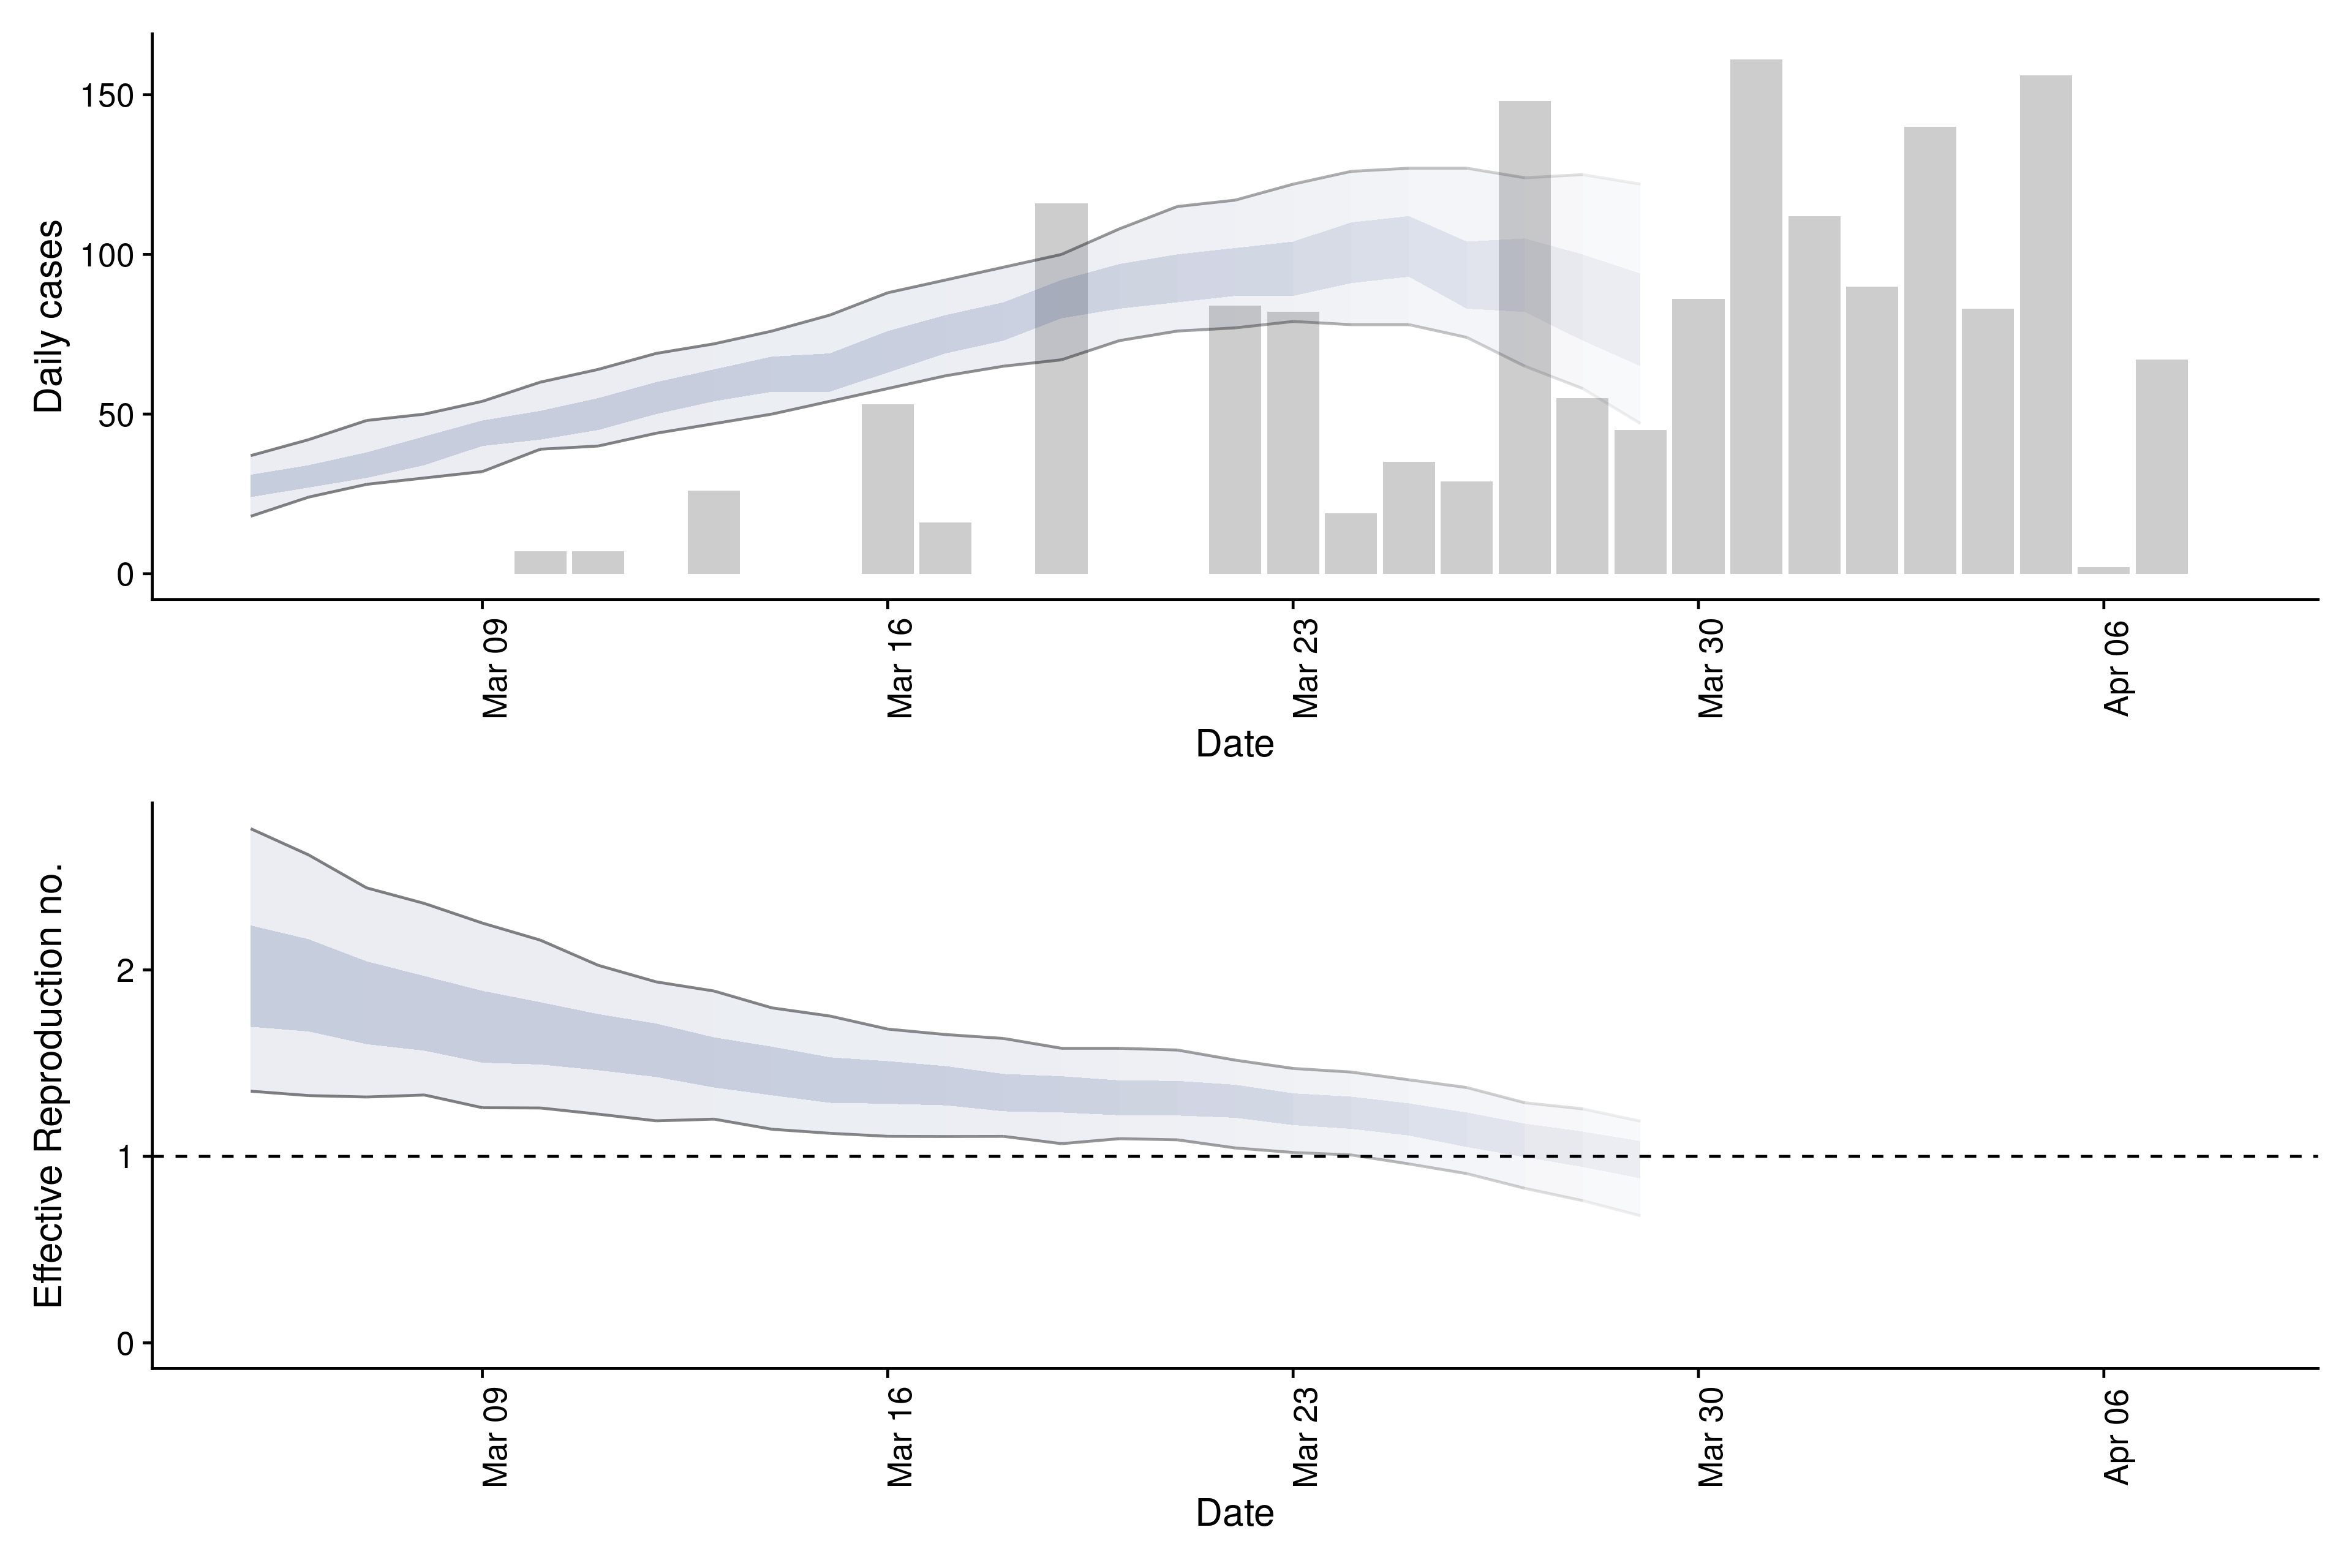 150
100
50
0
Daily cases
Mar 09
Mar 16
Mar 23
Mar 30
Apr 06
Date
2
1
0
Effective Reproduction no.
Mar 09
Mar 16
Mar 23
Mar 30
Apr 06
Date